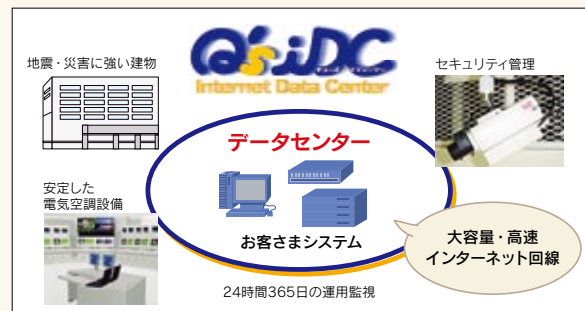 Q'siDC
Internet Data Center
地震・災害に強い建物
セキュリティ管理
データセンター
安定した
電気空調設備
お客さまシステム
大容量・高速
インターネット回線
24時間365日の運用監視